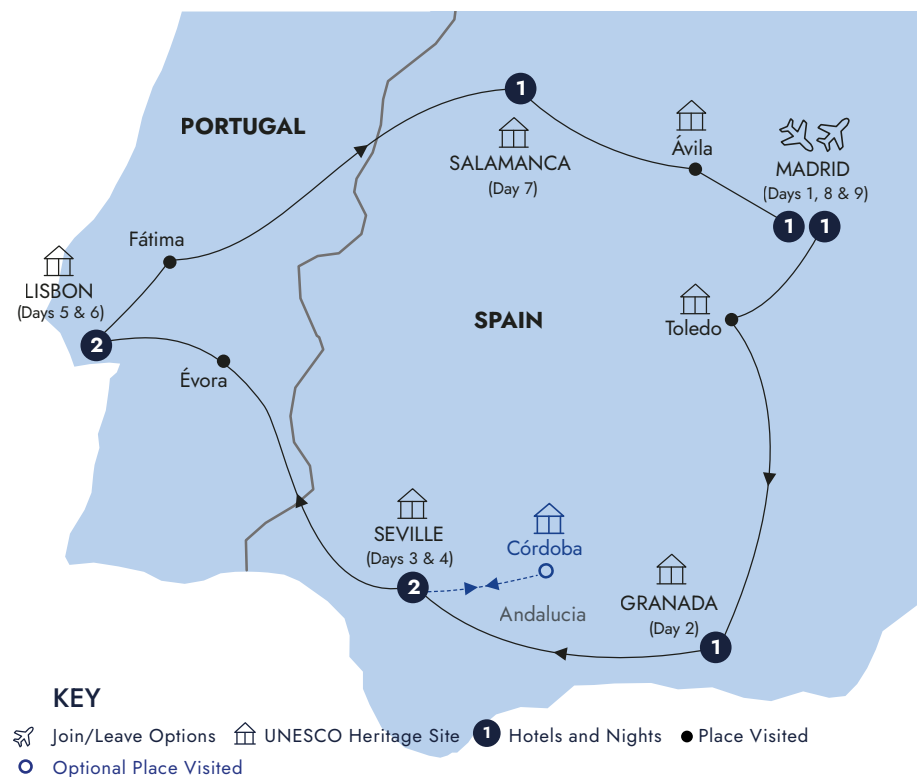 PORTUGAL
1
SALAMANCA
(Day 7)
Ávila
MADRID
(Days 1, 8 & 9)
1
1
Fátima
LISBON
(Days 5 & 6)
2
Évora
SPAIN
Toledo
SEVILLE
(Days 3 & 4)
2
Córdoba
Andalucia
GRANADA
(Day 2)
1
KEY
Join/Leave Options
UNESCO Heritage Site
1
Hotels and Nights
Place Visited
Optional Place Visited